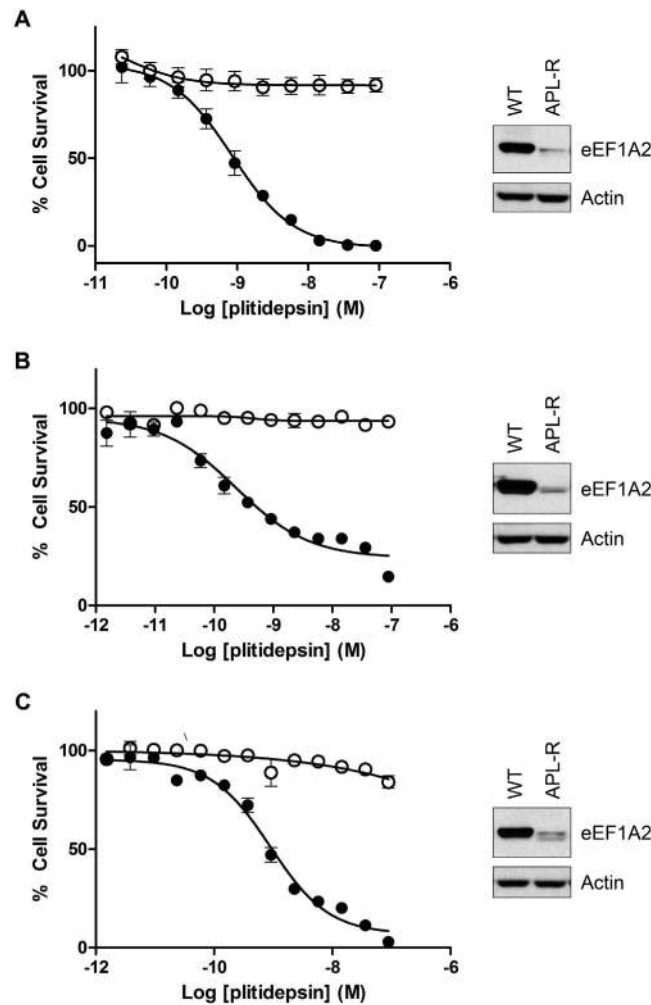 A
% Cell Survival
100
50
0
-11 -10 -9 -8 -7 -6
Log [plitidepsin] (M)
WT APL-R
eEF1A2
Actin
B
% Cell Survival
100
50
0
-12 -11 -10 -9 -8 -7 -6
Log [plitidepsin] (M)
WT APL-R
eEF1A2
Actin
C
% Cell Survival
100
50
0
-12 -10 -8 -6
Log [plitidepsin] (M)
WT APL-R
eEF1A2
Actin